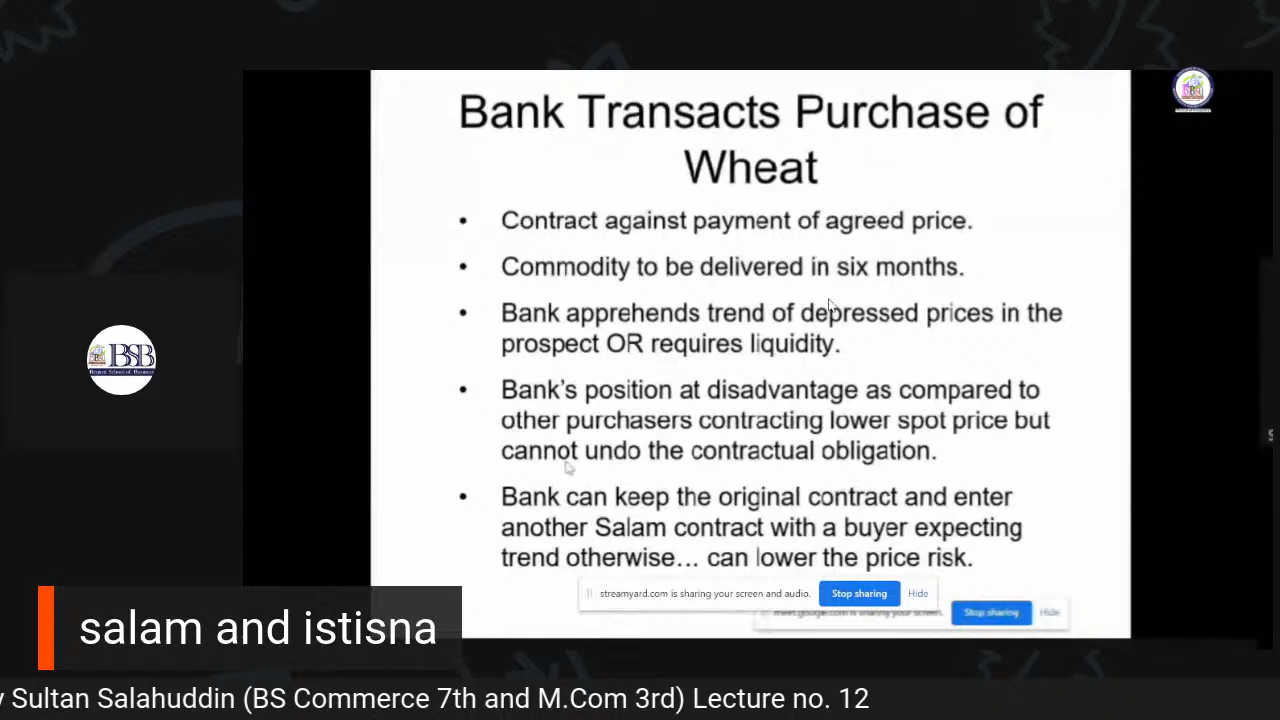 Bank Transacts Purchase of
Wheat
• Contract against payment of agreed price.
• Commodity to be delivered in six months.
• Bank apprehends trend of depressed prices in the
prospect OR requires liquidity.
• Bank's position at disadvantage as compared to
other purchasers contracting lower spot price but
cannot undo the contractual obligation.
• Bank can keep the original contract and enter
another Salam contract with a buyer expecting
trend otherwise... can lower the price risk.
streamyard.com is sharing your screen and audio. Stop sharing Hide
meet.google.com is sharing your screen. Stop sharing Hide
BSB
salam and istisna
Sultan Salahuddin (BS Commerce 7th and M.Com 3rd) Lecture no. 12